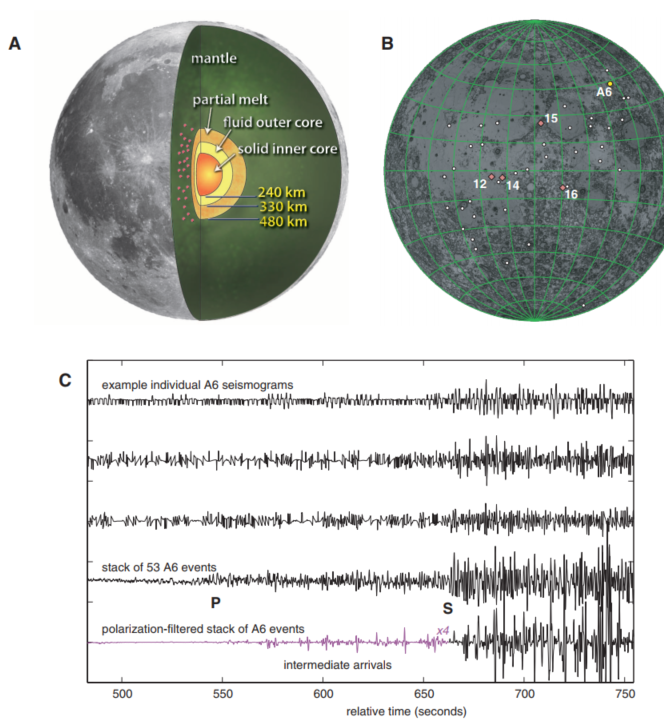 A
mantle
partial melt
fluid outer core
solid inner core
240 km
330 km
480 km
B
A6
15
12
14
16
C
example individual A6 seismograms
stack of 53 A6 events
P
S
polarization-filtered stack of A6 events
x4
intermediate arrivals
500
550
600
650
700
750
relative time (seconds)